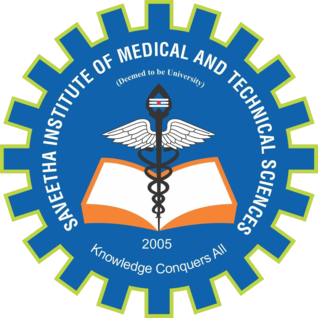 SAVEETHA INSTITUTE OF MEDICAL AND TECHNICAL SCIENCES
(Deemed to be University)
2005
Knowledge Conquers All